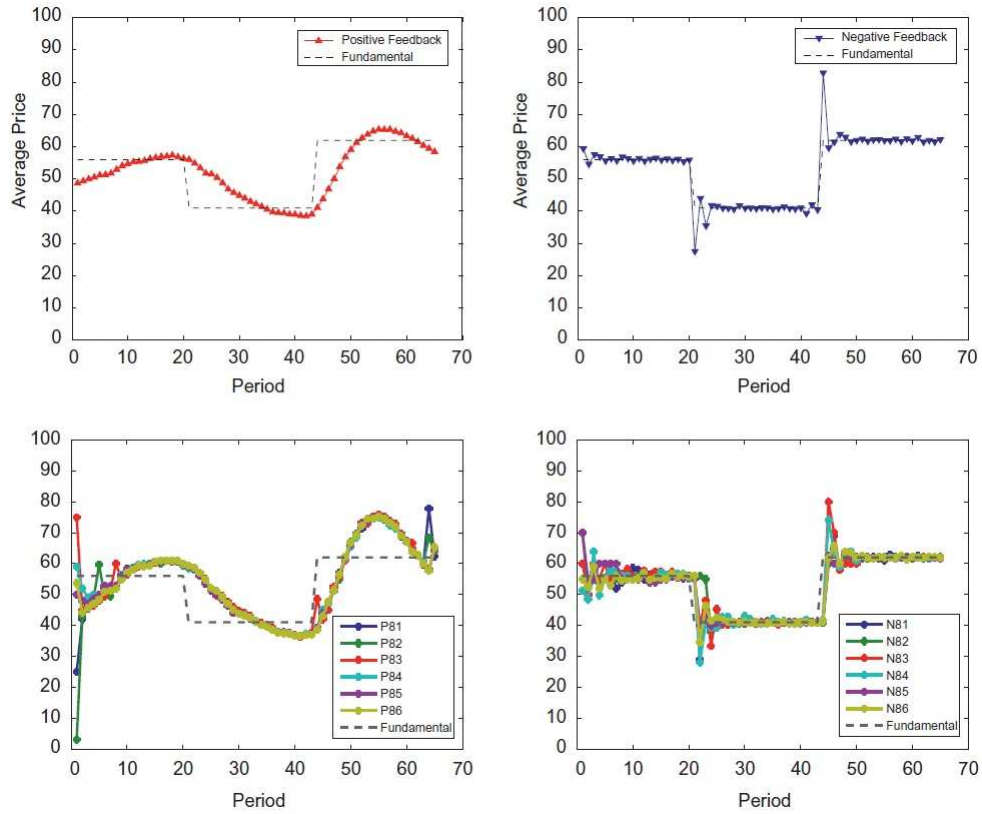 100
90
80
70
60
50
40
30
20
10
0
Average Price
Positive Feedback
Fundamental
0 10 20 30 40 50 60 70
Period
100
90
80
70
60
50
40
30
20
10
0
Average Price
Negative Feedback
Fundamental
0 10 20 30 40 50 60 70
Period
100
90
80
70
60
50
40
30
20
10
0
P81
P82
P83
P84
P85
P86
Fundamental
0 10 20 30 40 50 60 70
Period
100
90
80
70
60
50
40
30
20
10
0
N81
N82
N83
N84
N85
N86
Fundamental
0 10 20 30 40 50 60 70
Period